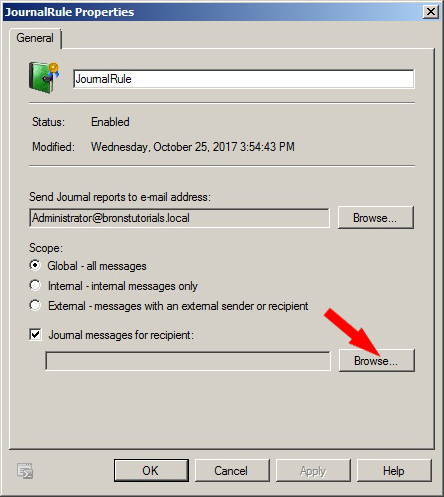 JournalRule Properties
General
JournalRule
Status: Enabled
Modified: Wednesday, October 25, 2017 3:54:43 PM
Send Journal reports to e-mail address:
Administrator@bronstutorials.local Browse...
Scope:
Global - all messages
Internal - internal messages only
External - messages with an external sender or recipient
Journal messages for recipient:
Browse...
OK Cancel Apply Help